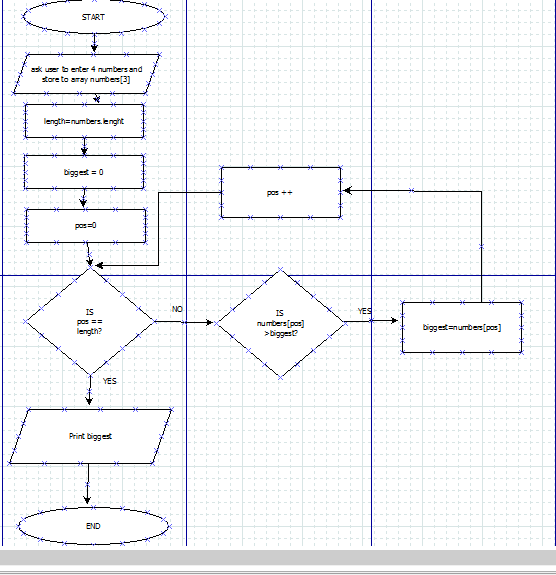 START
ask user to enter 4 numbers and
store to array numbers[3]
length=numbers.lenght
biggest = 0
pos=0
pos ++
IS
pos ==
length?
NO
IS
numbers[pos]
>biggest?
YES
biggest=numbers[pos]
YES
Print biggest
END